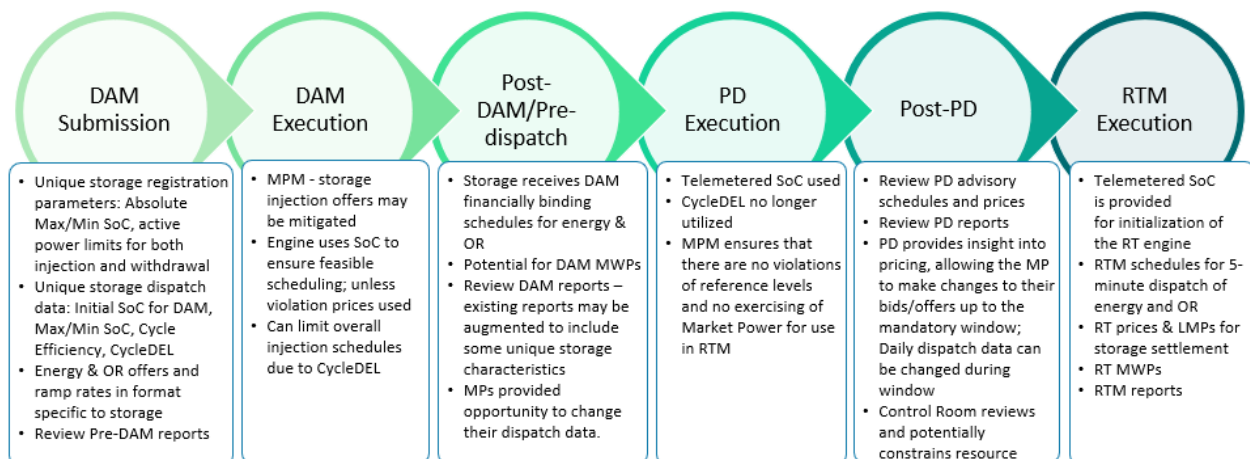 DAM
Submission
• Unique storage registration
parameters: Absolute
Max/Min SoC, active
power limits for both
injection and withdrawal
• Unique storage dispatch
data: Initial SoC for DAM,
Max/Min SoC, Cycle
Efficiency, CycleDEL
• Energy & OR offers and
ramp rates in format
specific to storage
• Review Pre-DAM reports
DAM
Execution
• MPM - storage
injection offers may
be mitigated
• Engine uses SoC to
ensure feasible
scheduling; unless
violation prices used
• Can limit overall
injection schedules
due to CycleDEL
Post-
DAM/Pre-
dispatch
• Storage receives DAM
financially binding
schedules for energy &
OR
• Potential for DAM MWPs
• Review DAM reports –
existing reports may be
augmented to include
some unique storage
characteristics
• MPs provided
opportunity to change
their dispatch data.
PD
Execution
• Telemetered SoC used
• CycleDEL no longer
utilized
• MPM ensures that
there are no violations
of reference levels
and no exercising of
Market Power for use
in RTM
Post-PD
• Review PD advisory
schedules and prices
• Review PD reports
• PD provides insight into
pricing, allowing the MP
to make changes to their
bids/offers up to the
mandatory window;
Daily dispatch data can
be changed during
window
• Control Room reviews
and potentially
constrains resource
RTM
Execution
• Telemetered SoC
is provided
for initialization of
the RT engine
• RTM schedules for 5-
minute dispatch of
energy and OR
• RT prices & LMPs for
storage settlement
• RT MWPs
• RTM reports